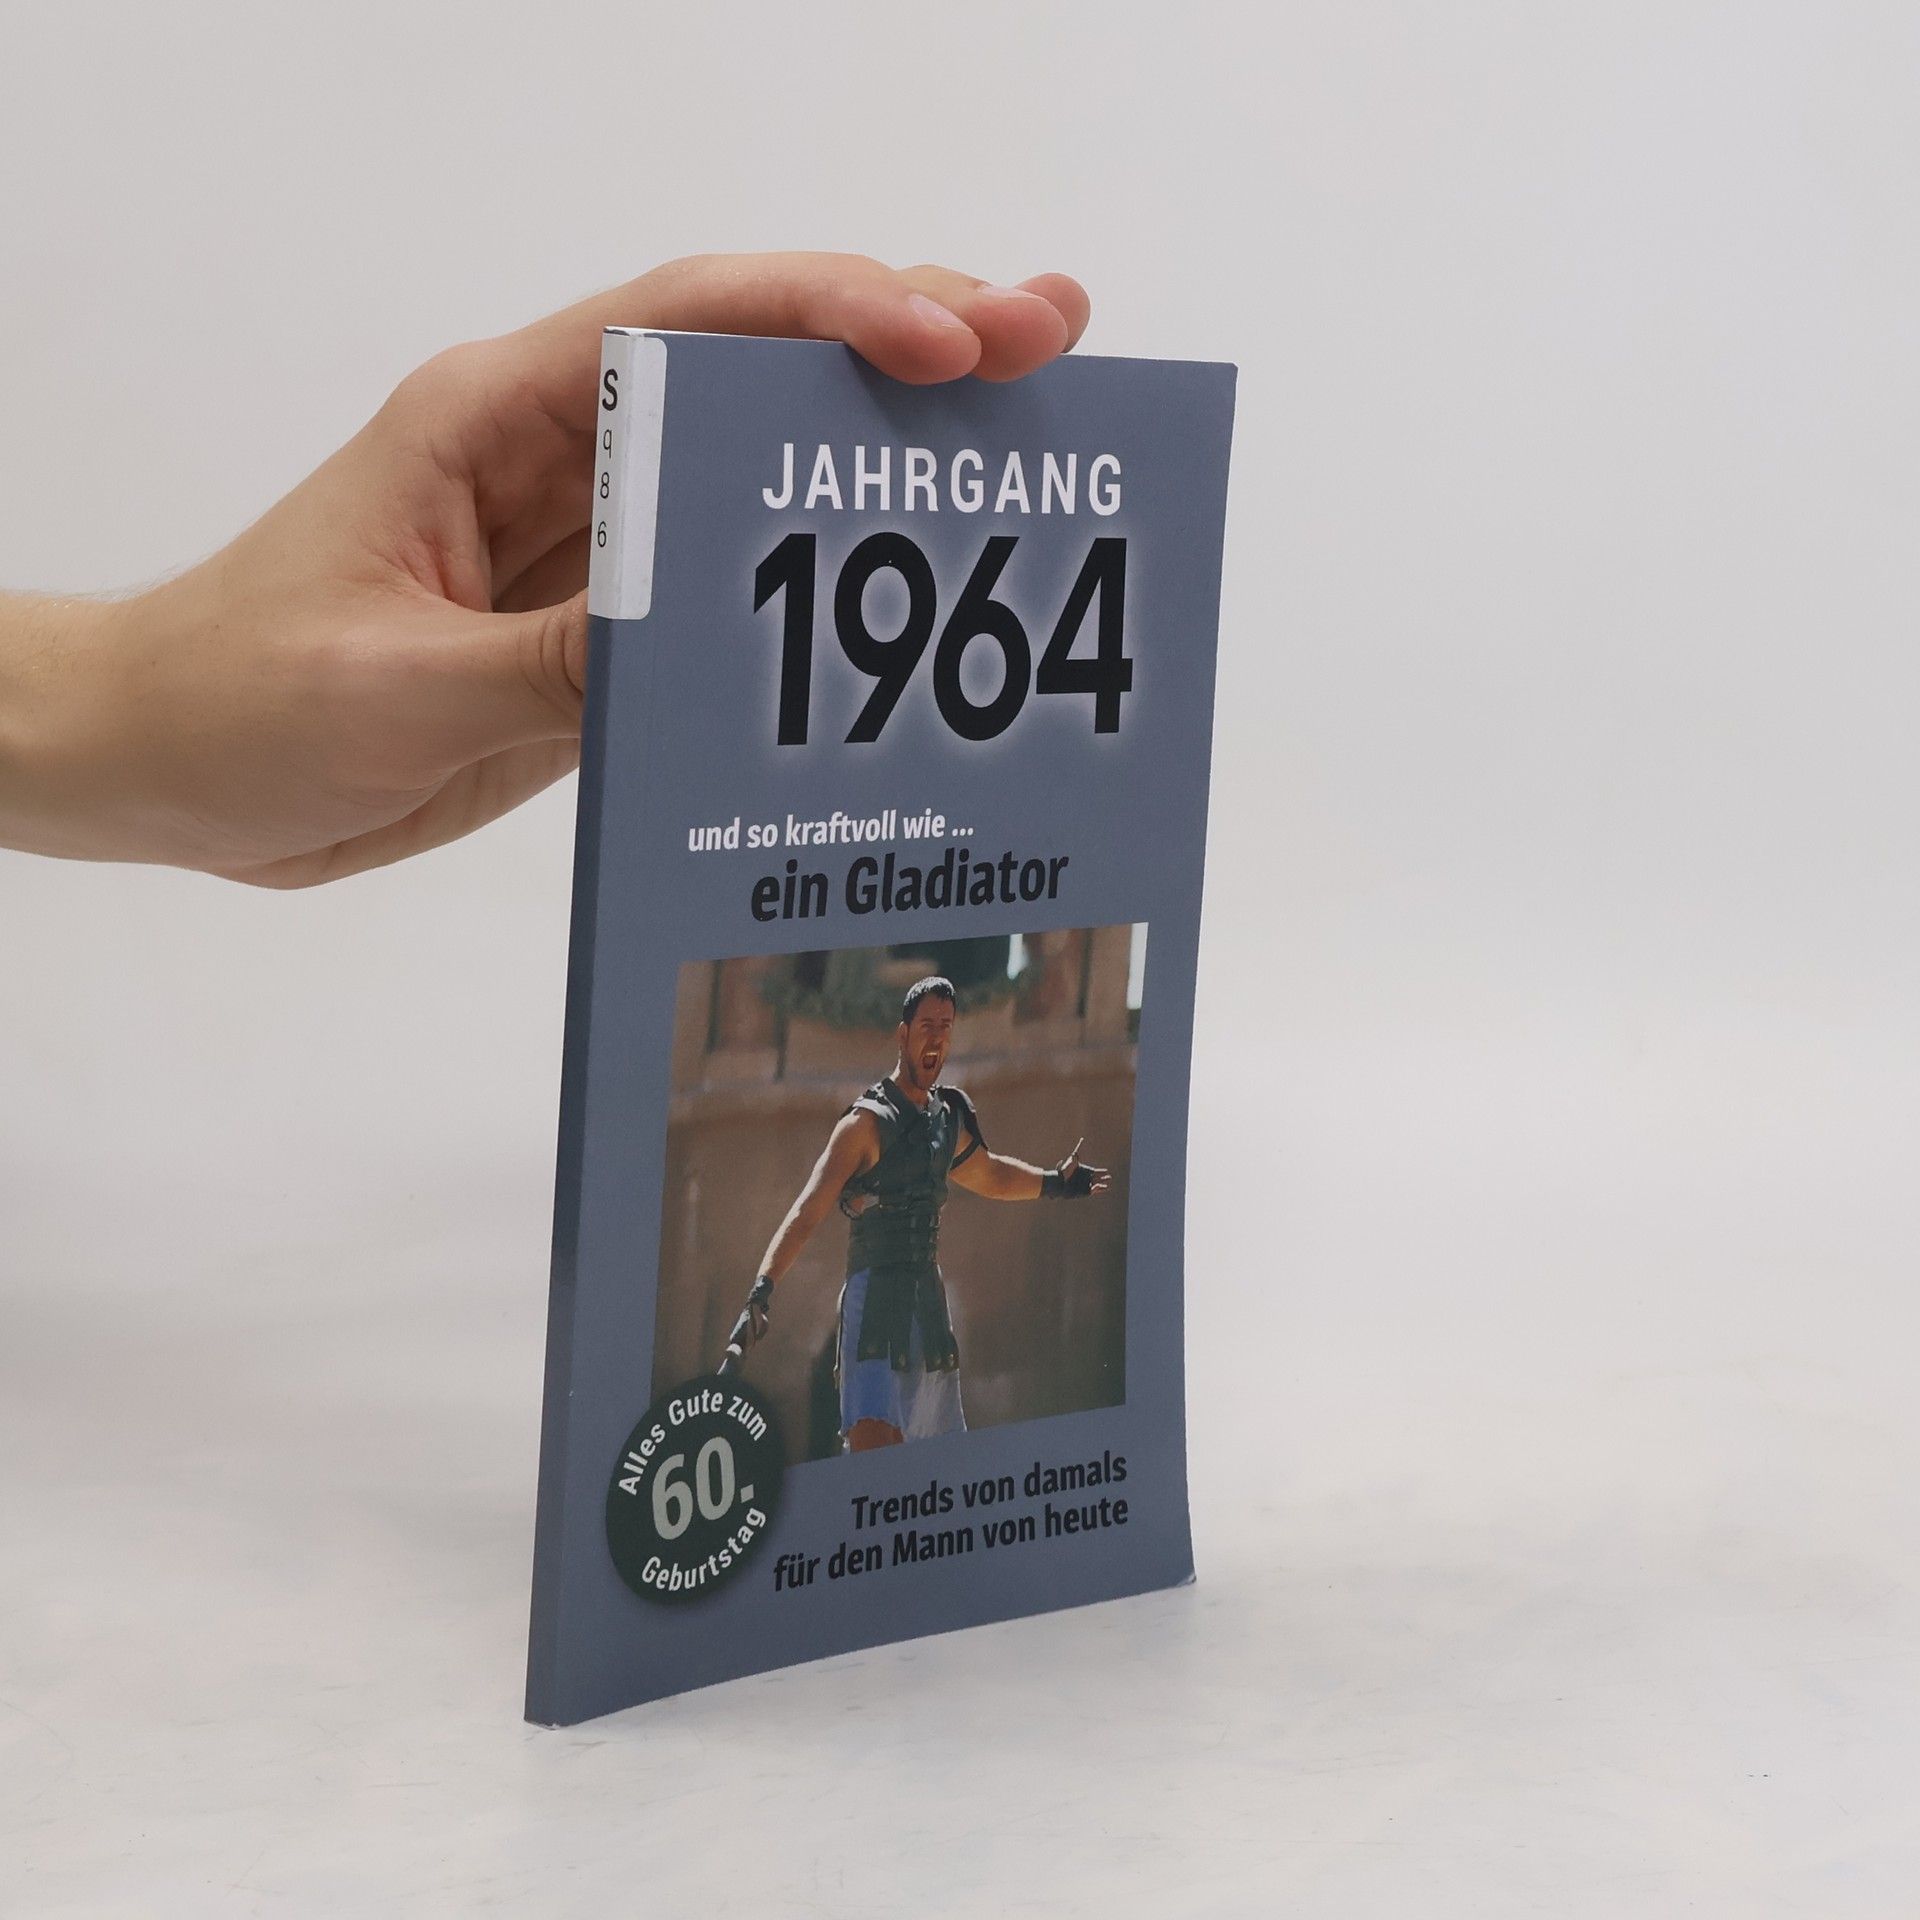 S
q
8
6
JAHRGANG
1964
und so kraftvoll wie ...
ein Gladiator
Alles Gute zum
60.
Geburtstag
Trends von damals
für den Mann von heute